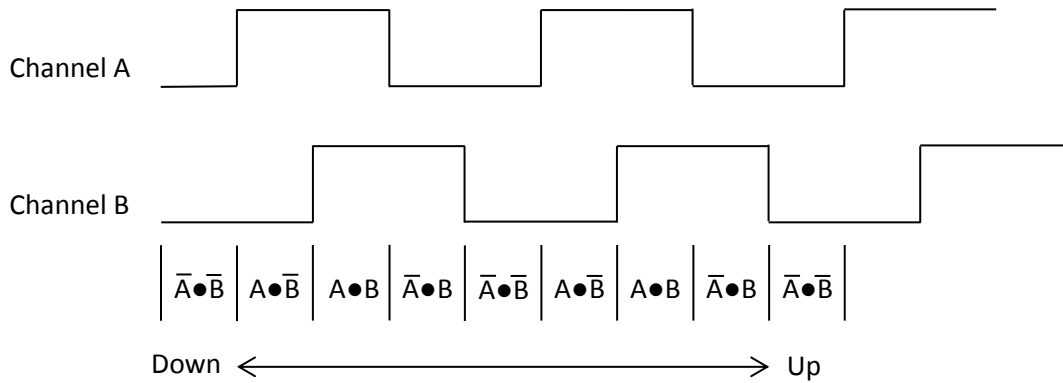 Channel A
Channel B
A̅●B̅ A●B̅ A●B A̅●B A̅●B̅ A●B̅ A●B A̅●B A̅●B̅
Down Up